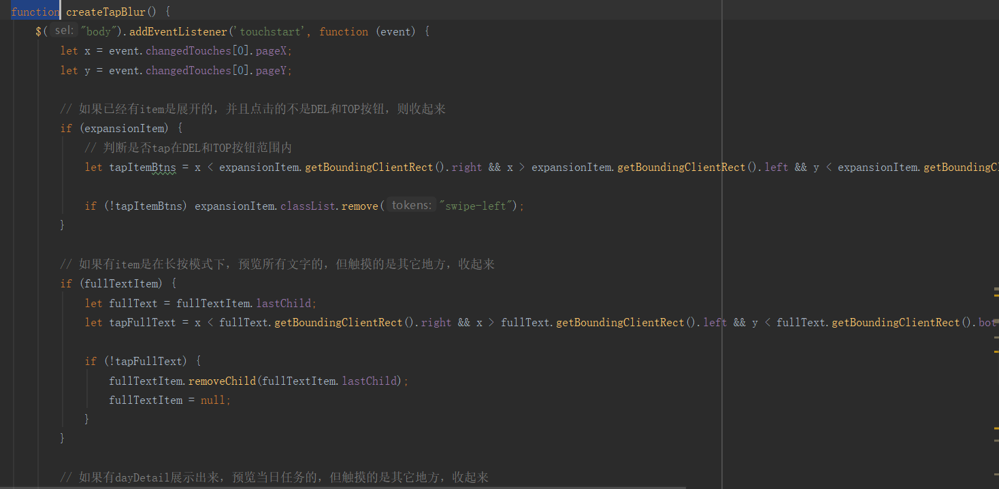 function createTapBlur() {
$( sel: "body").addEventListener('touchstart', function (event) {
let x = event.changedTouches[0].pageX;
let y = event.changedTouches[0].pageY;
// 如果已经有item是展开的，并且点击的不是DEL和TOP按钮，则收起来
if (expansionItem) {
// 判断是否tap在DEL和TOP按钮范围内
let tapItemBtns = x < expansionItem.getBoundingClientRect().right && x > expansionItem.getBoundingClientRect().left && y < expansionItem.getBoundingCl
if (!tapItemBtns) expansionItem.classList.remove( tokens: "swipe-left");
}
// 如果有item是在长按模式下，预览所有文字的，但触摸的是其它地方，收起来
if (fullTextItem) {
let fullText = fullTextItem.lastChild;
let tapFullText = x < fullText.getBoundingClientRect().right && x > fullText.getBoundingClientRect().left && y < fullText.getBoundingClientRect().bot
if (!tapFullText) {
fullTextItem.removeChild(fullTextItem.lastChild);
fullTextItem = null;
}
}
// 如果有dayDetail展示出来，预览当日任务的，但触摸的是其它地方，收起来